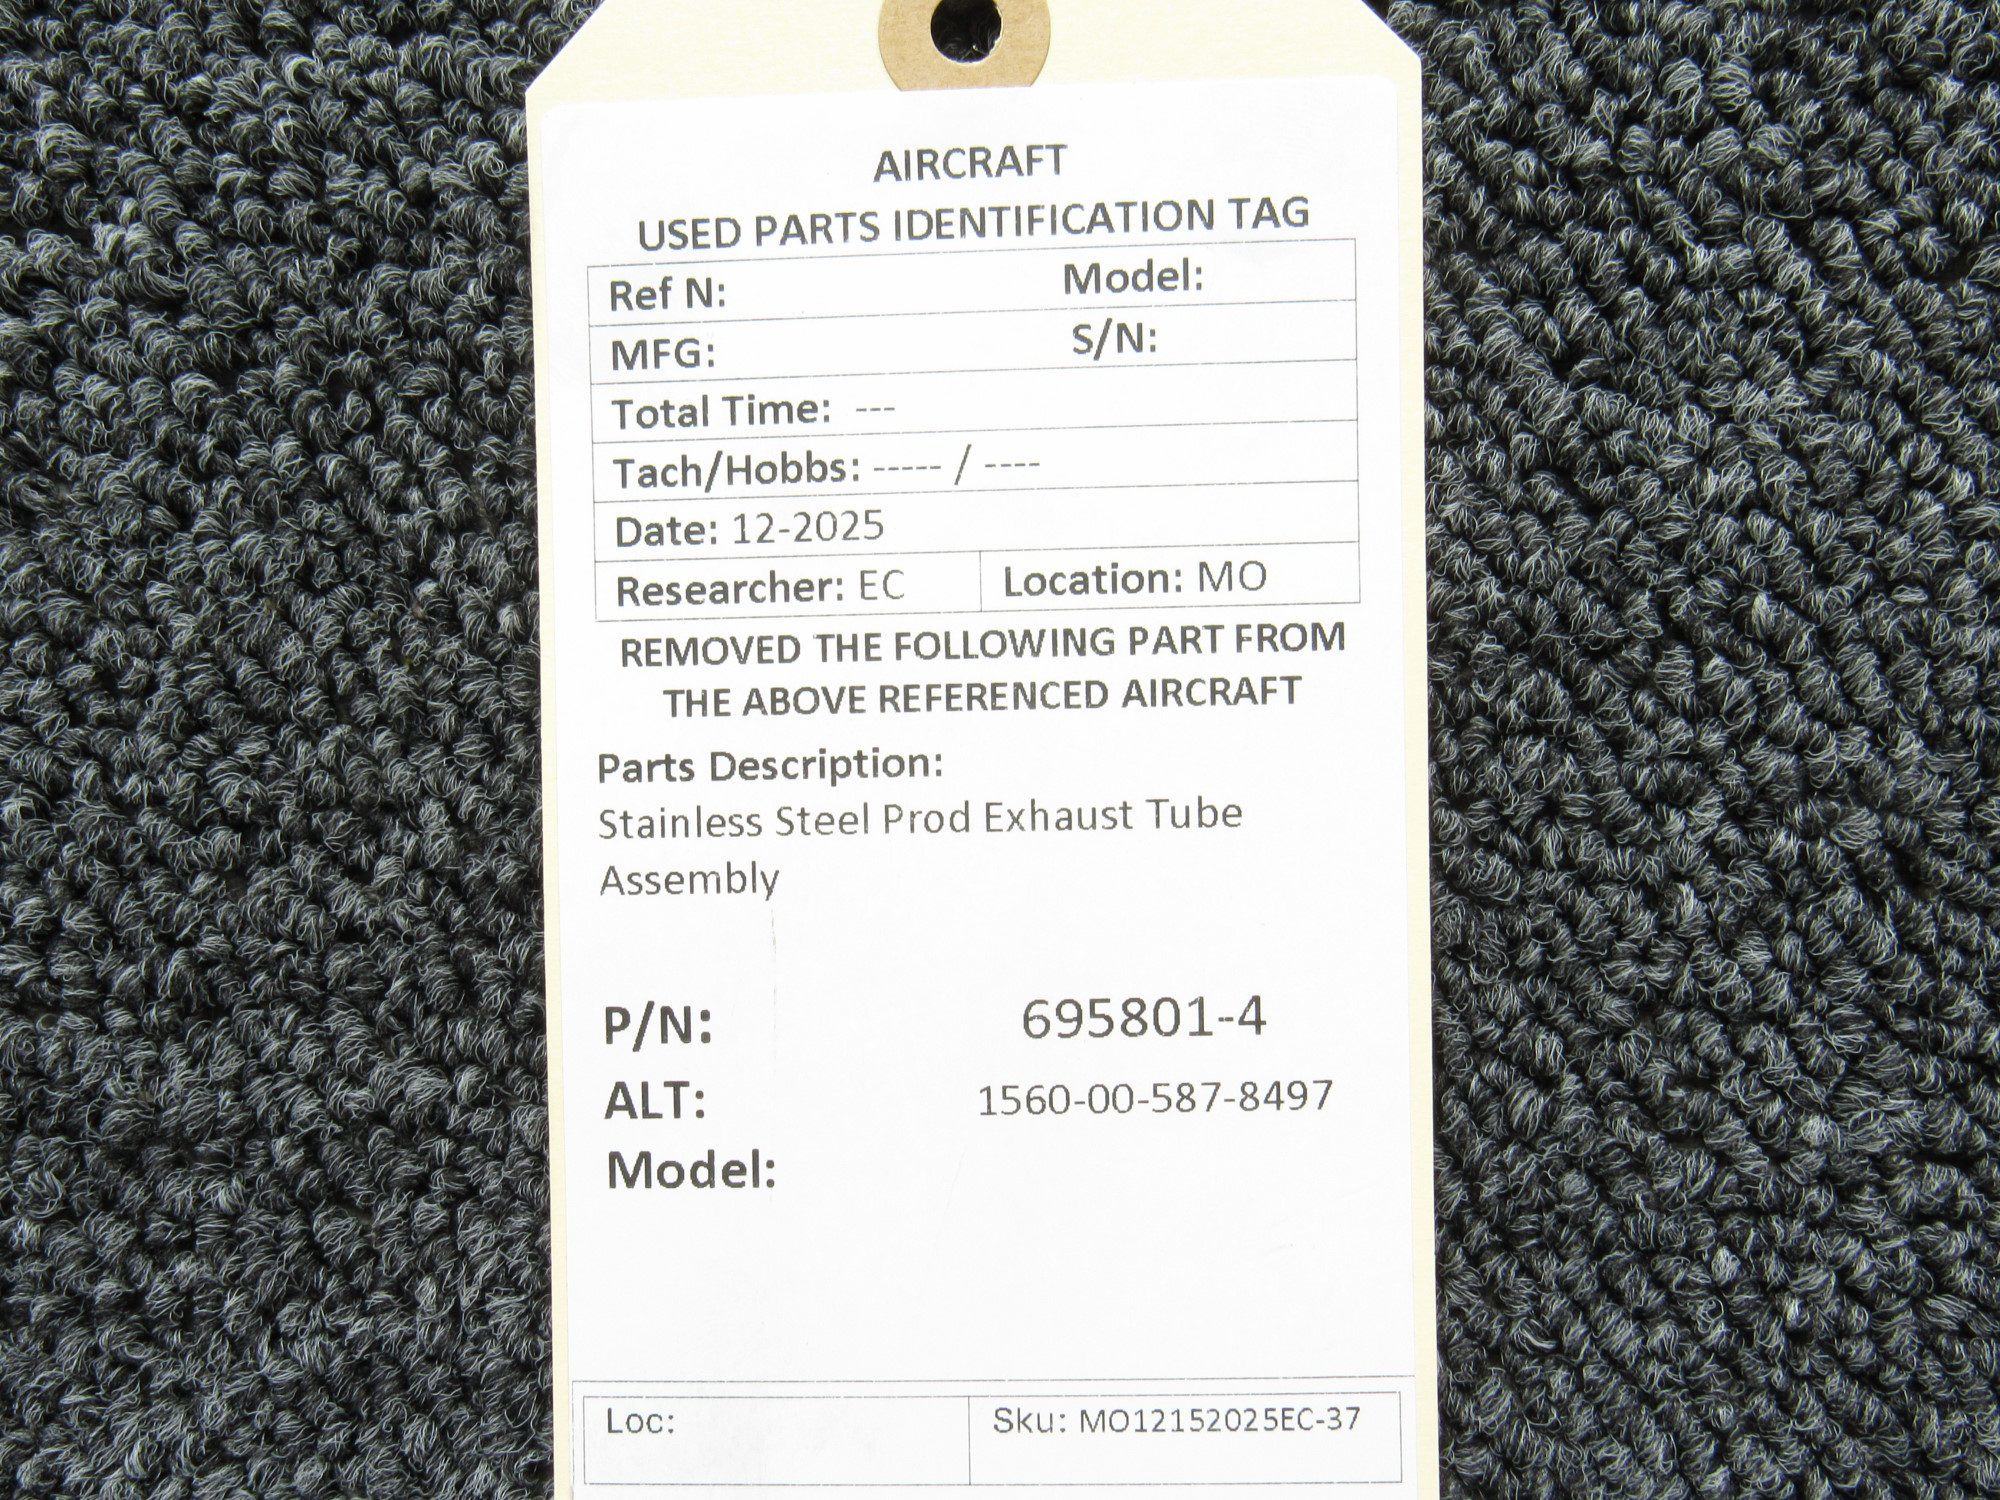 AIRCRAFT
USED PARTS IDENTIFICATION TAG
Ref N: Model:
MFG: S/N:
Total Time: ---
Tach/Hobbs: ----- / ----
Date: 12-2025
Researcher: EC Location: MO
REMOVED THE FOLLOWING PART FROM
THE ABOVE REFERENCED AIRCRAFT
Parts Description:
Stainless Steel Prod Exhaust Tube
Assembly
P/N: 695801-4
ALT: 1560-00-587-8497
Model:
Loc: Sku: MO12152025EC-37